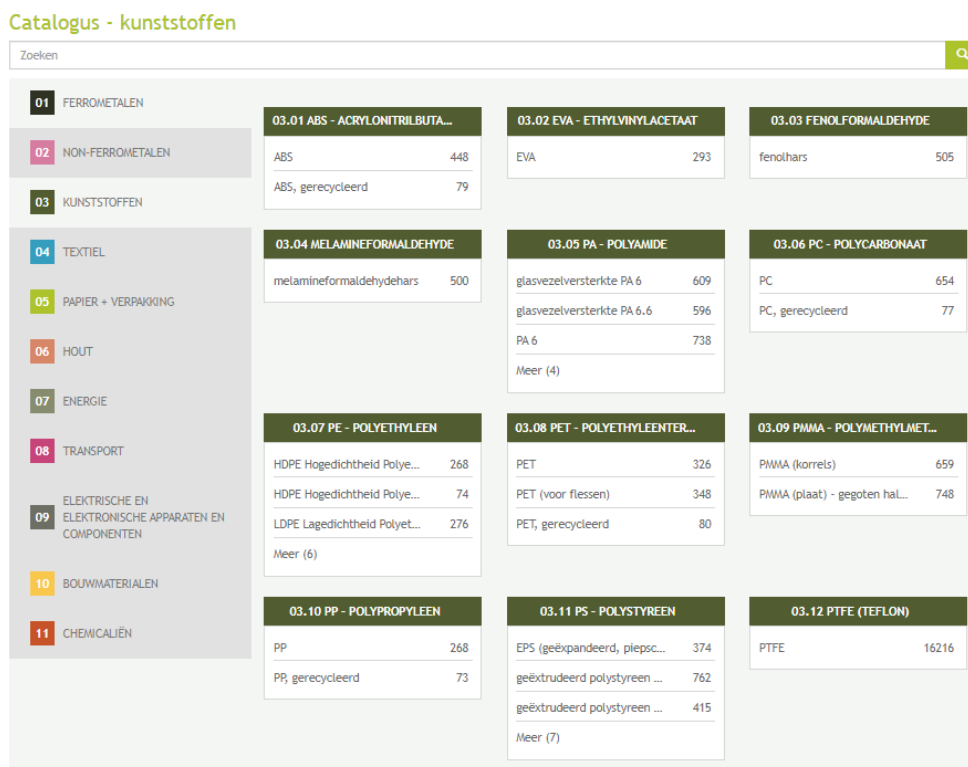 Catalogus - kunststoffen
Zoeken
01 FERROMETALEN
02 NON-FERROMETALEN
03 KUNSTSTOFFEN
04 TEXTIEL
05 PAPIER + VERPAKKING
06 HOUT
07 ENERGIE
08 TRANSPORT
09 ELEKTRISCHE EN
ELEKTRONISCHE APPARATEN EN
COMPONENTEN
10 BOUWMATERIALEN
11 CHEMICALIËN
03.01 ABS - ACRYLONITRILBUTA...
ABS 448
ABS, gerecycleerd 79
03.02 EVA - ETHYLVINYLACETAAT
EVA 293
03.03 FENOLFORMALDEHYDE
fenolhars 505
03.04 MELAMINEFORMALDEHYDE
melamineformaldehydehars 500
03.05 PA - POLYAMIDE
glasvezelversterkte PA 6 609
glasvezelversterkte PA 6.6 596
PA 6 738
Meer (4)
03.06 PC - POLYCARBONAAT
PC 654
PC, gerecycleerd 77
03.07 PE - POLYETHYLEEN
HDPE Hogedichtheid Polye... 268
HDPE Hogedichtheid Polye... 74
LDPE Lagedichtheid Polyet... 276
Meer (6)
03.08 PET - POLYETHYLEENTER...
PET 326
PET (voor flessen) 348
PET, gerecycleerd 80
03.09 PMMA - POLYMETHYLMET...
PMMA (korrels) 659
PMMA (plaat) - gegoten hal... 748
03.10 PP - POLYPROPYLEEN
PP 268
PP, gerecycleerd 73
03.11 PS - POLYSTYREEN
EPS (geëxpandeerd, piepsc... 374
geëxtrudeerd polystyreen ... 762
geëxtrudeerd polystyreen ... 415
Meer (7)
03.12 PTFE (TEFLON)
PTFE 16216